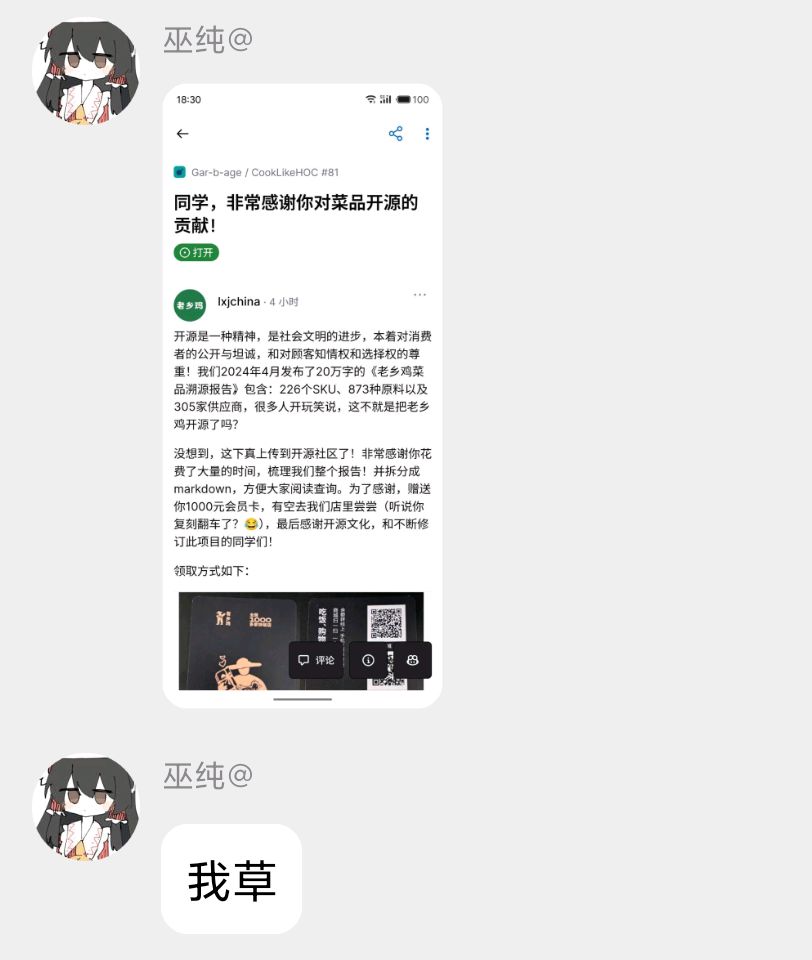 巫纯@
18:30
100
Gar-b-age / CookLikeHOC #81
同学，非常感谢你对菜品开源的
贡献！
打开
老乡鸡
lxjchina · 4 小时
开源是一种精神，是社会文明的进步，本着对消费
者的公开与坦诚，和对顾客知情权和选择权的尊
重！我们2024年4月发布了20万字的《老乡鸡菜
品溯源报告》包含：226个SKU、873种原料以及
305家供应商，很多人开玩笑说，这不就是把老乡
鸡开源了吗？
没想到，这下真上传到开源社区了！非常感谢你花
费了大量的时间，梳理我们整个报告！并拆分成
markdown，方便大家阅读查询。为了感谢，赠送
你1000元会员卡，有空去我们店里尝尝（听说你
复刻翻车了？😂），最后感谢开源文化，和不断修
订此项目的同学们！
领取方式如下：
1000
评论
巫纯@
我草